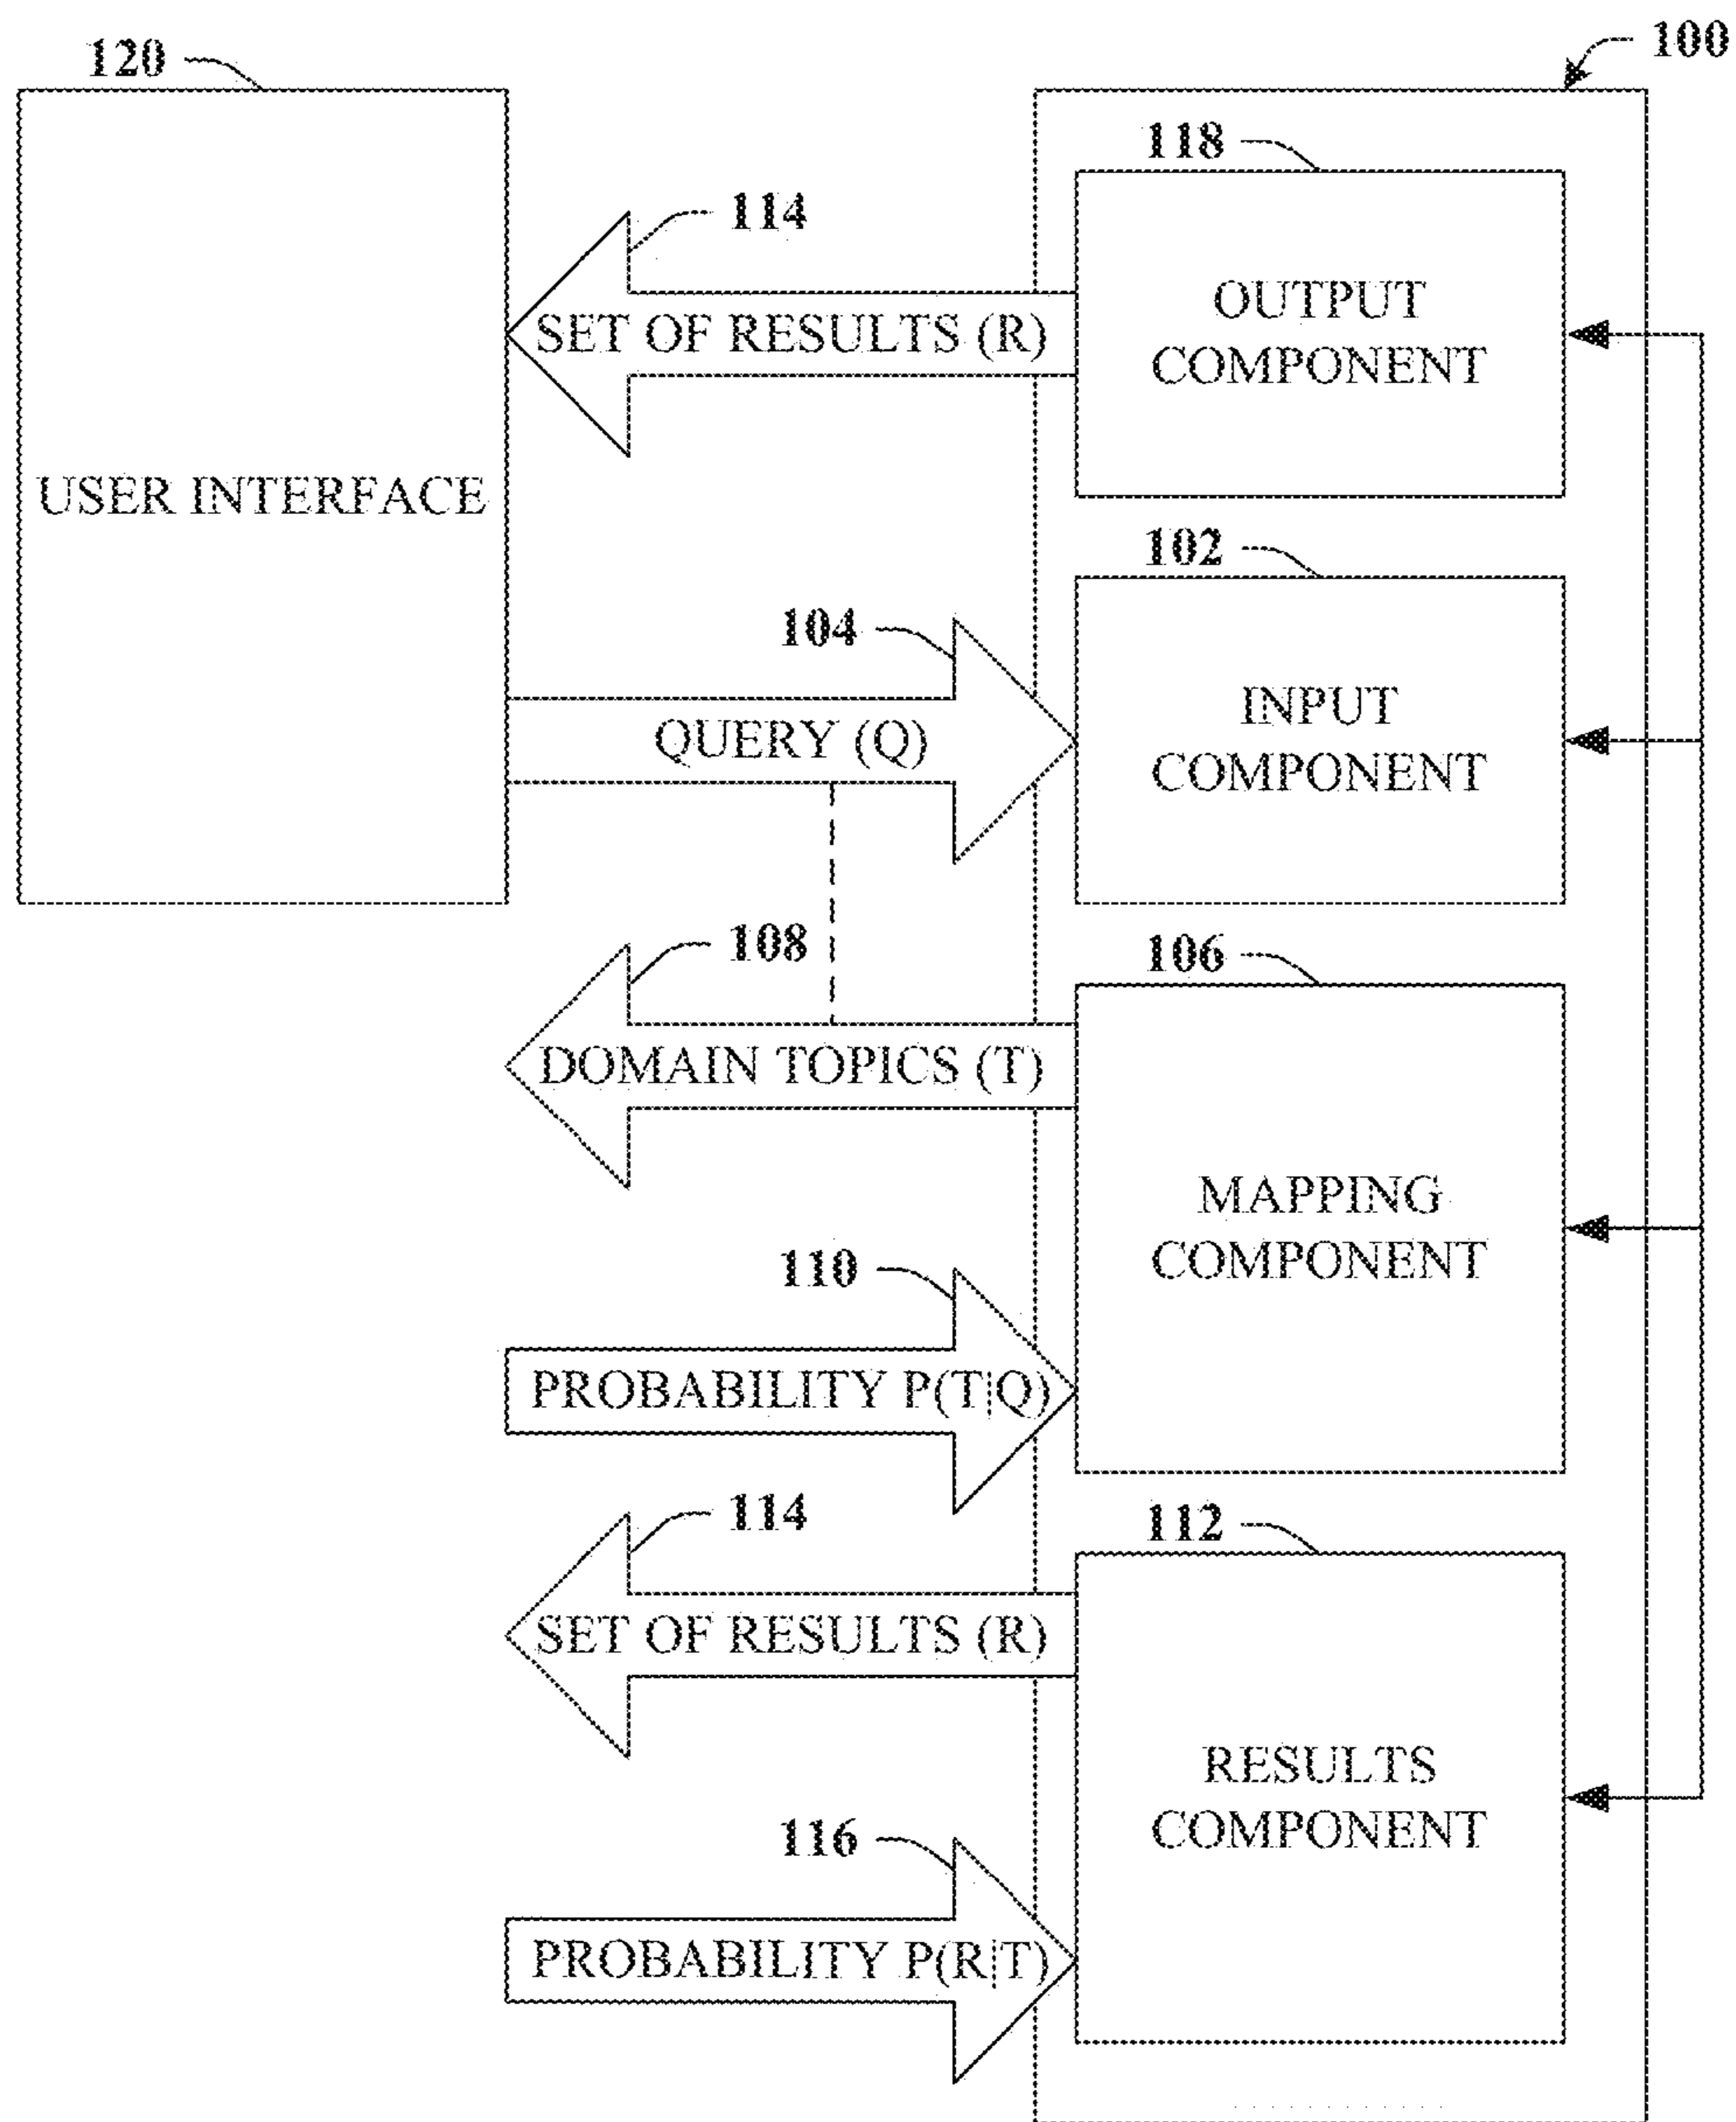 100
120
118
114
OUTPUT
COMPONENT
SET OF RESULTS (R)
USER INTERFACE
102
104
INPUT
COMPONENT
QUERY (Q)
108
106
DOMAIN TOPICS (T)
MAPPING
COMPONENT
110
PROBABILITY P(T|Q)
114
112
SET OF RESULTS (R)
RESULTS
COMPONENT
116
PROBABILITY P(R|T)